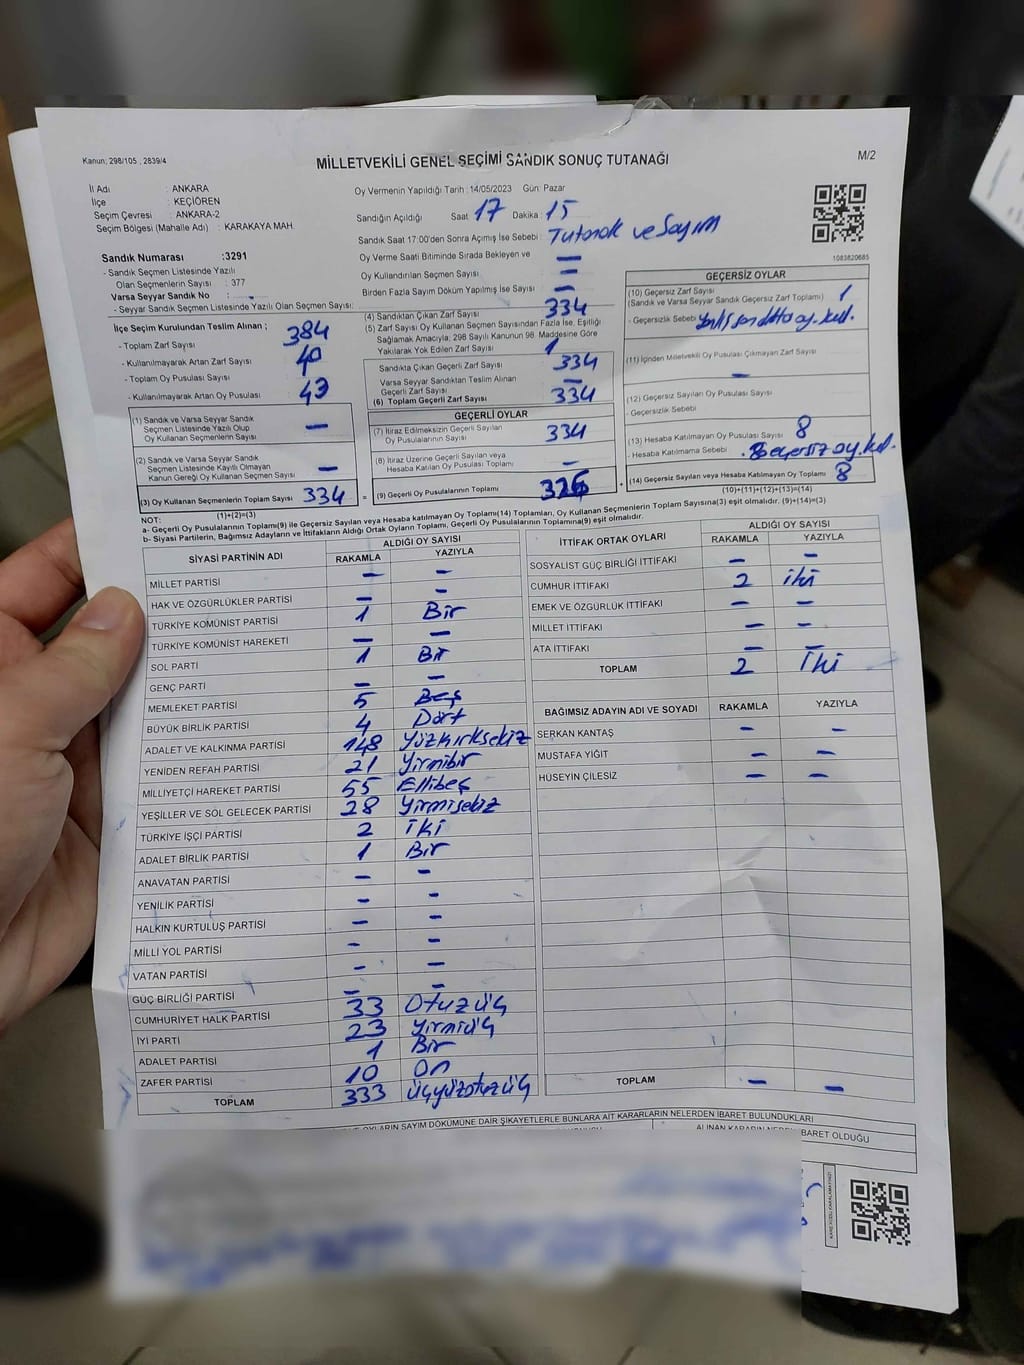 Kanun; 298/105 ; 2839/4
MİLLETVEKİLİ GENEL SEÇİMİ SANDIK SONUÇ TUTANAĞI
M/2
İl Adı : ANKARA
İlçe : KEÇİÖREN
Seçim Çevresi : ANKARA-2
Seçim Bölgesi (Mahalle Adı) : KARAKAYA MAH.
Sandık Numarası :3291
- Sandık Seçmen Listesinde Yazılı
Olan Seçmenlerin Sayısı : 377
Varsa Seyyar Sandık No :
- Seyyar Sandık Seçmen Listesinde Yazılı Olan Seçmen Sayısı:
Oy Vermenin Yapıldığı Tarih : 14/05/2023 Gün: Pazar
Sandığın Açıldığı Saat 17 Dakika : 15
Sandık Saat 17:00'den Sonra Açımış İse Sebebi : Tutanak ve Sayım
Oy Verme Saati Bitiminde Sırada Bekleyen ve —
Oy Kullandırılan Seçmen Sayısı : —
Birden Fazla Sayım Döküm Yapılmış İse Sayısı : —
1083820685
İlçe Seçim Kurulundan Teslim Alınan ;
- Toplam Zarf Sayısı : 384
- Kullanılmayarak Artan Zarf Sayısı : 40
- Toplam Oy Pusulası Sayısı :
- Kullanılmayarak Artan Oy Pusulası : 43
(4) Sandıktan Çıkan Zarf Sayısı : 334
(5) Zarf Sayısı Oy Kullanan Seçmen Sayısından Fazla İse, Eşitliği
Sağlamak Amacıyla; 298 Sayılı Kanunun 98. Maddesine Göre
Yakılarak Yok Edilen Zarf Sayısı : 1
Sandıkta Çıkan Geçerli Zarf Sayısı : 334
Varsa Seyyar Sandıktan Teslim Alınan
Geçerli Zarf Sayısı —
(6) Toplam Geçerli Zarf Sayısı : 334
GEÇERSİZ OYLAR
(10) Geçersiz Zarf Sayısı
(Sandık ve Varsa Seyyar Sandık Geçersiz Zarf Toplamı) 1
- Geçersizlik Sebebi : oy. kul.
(11) İçinden Milletvekili Oy Pusulası Çıkmayan Zarf Sayısı
—
(12) Geçersiz Sayılan Oy Pusulası Sayısı
- Geçersizlik Sebebi
(13) Hesaba Katılmayan Oy Pusulası Sayısı 8
- Hesaba Katılmama Sebebi : Geçersiz oy. kul.
(14) Geçersiz Sayılan veya Hesaba Katılmayan Oy Toplamı 8
(10)+(11)+(12)+(13)=(14)
(1) Sandık ve Varsa Seyyar Sandık
Seçmen Listesinde Yazılı Olup
Oy Kullanan Seçmenlerin Sayısı —
(2) Sandık ve Varsa Seyyar Sandık
Seçmen Listesinde Kayıtlı Olmayan
Kanun Gereği Oy Kullanan Seçmen Sayısı —
(3) Oy Kullanan Seçmenlerin Toplam Sayısı 334
(1)+(2)=(3)
GEÇERLİ OYLAR
(7) İtiraz Edilmeksizin Geçerli Sayılan
Oy Pusulalarının Sayısı 334
(8) İtiraz Üzerine Geçerli Sayılan veya
Hesaba Katılan Oy Pusulası Toplamı —
= (9) Geçerli Oy Pusulalarının Toplamı 326 +
NOT:
a- Geçerli Oy Pusulalarının Toplamı(9) ile Geçersiz Sayılan veya Hesaba katılmayan Oy Toplamı(14) Toplamları, Oy Kullanan Seçmenlerin Toplam Sayısına(3) eşit olmalıdır. (9)+(14)=(3)
b- Siyasi Partilerin, Bağımsız Adayların ve İttifakların Aldığı Ortak Oyların Toplamı, Geçerli Oy Pusulalarının Toplamına(9) eşit olmalıdır.
SİYASİ PARTİNİN ADI ALDIĞI OY SAYISI
RAKAMLA YAZIYLA
MİLLET PARTİSİ — —
HAK VE ÖZGÜRLÜKLER PARTİSİ — —
TÜRKİYE KOMÜNİST PARTİSİ 1 Bir
TÜRKİYE KOMÜNİST HAREKETİ — —
SOL PARTİ 1 Bir
GENÇ PARTİ — —
MEMLEKET PARTİSİ 5 Beş
BÜYÜK BİRLİK PARTİSİ 4 Dört
ADALET VE KALKINMA PARTİSİ 148 Yüzkırksekiz
YENİDEN REFAH PARTİSİ 21 Yirmibir
MİLLİYETÇİ HAREKET PARTİSİ 55 Ellibeş
YEŞİLLER VE SOL GELECEK PARTİSİ 28 Yirmisekiz
TÜRKİYE İŞÇİ PARTİSİ 2 İki
ADALET BİRLİK PARTİSİ 1 Bir
ANAVATAN PARTİSİ — —
YENİLİK PARTİSİ — —
HALKIN KURTULUŞ PARTİSİ — —
MİLLİ YOL PARTİSİ — —
VATAN PARTİSİ — —
GÜÇ BİRLİĞİ PARTİSİ — —
CUMHURİYET HALK PARTİSİ 33 Otuzüç
İYİ PARTİ 23 Yirmiüç
ADALET PARTİSİ 1 Bir
ZAFER PARTİSİ 10 On
TOPLAM 333 üçyüzotuzüç
İTTİFAK ORTAK OYLARI ALDIĞI OY SAYISI
RAKAMLA YAZIYLA
SOSYALİST GÜÇ BİRLİĞİ İTTİFAKI — —
CUMHUR İTTİFAKI 2 iki
EMEK VE ÖZGÜRLÜK İTTİFAKI — —
MİLLET İTTİFAKI — —
ATA İTTİFAKI — —
TOPLAM 2 İki
BAĞIMSIZ ADAYIN ADI VE SOYADI RAKAMLA YAZIYLA
SERKAN KANTAŞ — —
MUSTAFA YİĞİT — —
HÜSEYİN ÇİLESİZ — —
TOPLAM — —
OYLARIN SAYIM DÖKÜMÜNE DAİR ŞİKAYETLERLE BUNLARA AİT KARARLARIN NELERDEN İBARET BULUNDUKLARI
ALINAN KARARIN NEDEN İBARET OLDUĞU